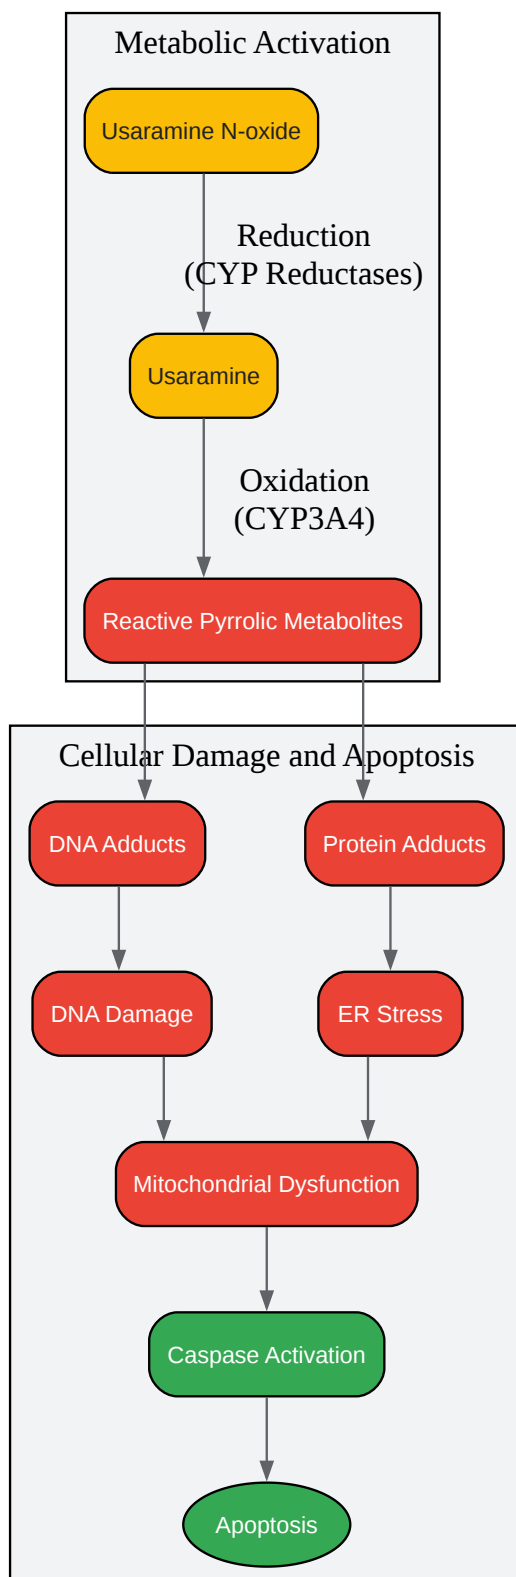 Metabolic Activation
Usaramine N-oxide
Reduction
(CYP Reductases)
Usaramine
Oxidation
(CYP3A4)
Reactive Pyrrolic Metabolites
Cellular Damage and Apoptosis
DNA Adducts
Protein Adducts
DNA Damage
ER Stress
Mitochondrial Dysfunction
Caspase Activation
Apoptosis